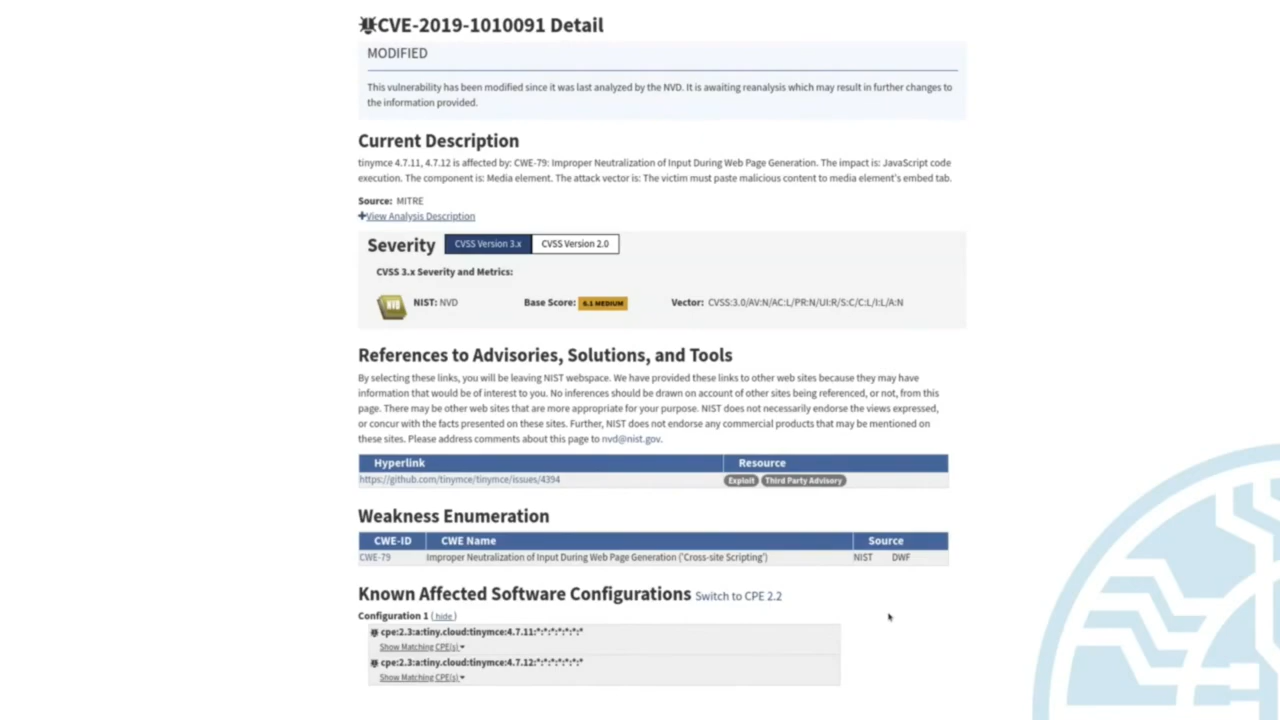 CVE-2019-1010091 Detail
MODIFIED
This vulnerability has been modified since it was last analyzed by the NVD. It is awaiting reanalysis which may result in further changes to
the information provided.
Current Description
tinymce 4.7.11, 4.7.12 is affected by: CWE-79: Improper Neutralization of Input During Web Page Generation. The impact is: JavaScript code
execution. The component is: Media element. The attack vector is: The victim must paste malicious content to media element's embed tab.
Source: MITRE
+View Analysis Description
Severity CVSS Version 3.x CVSS Version 2.0
CVSS 3.x Severity and Metrics:
NVD NIST: NVD Base Score: 6.1 MEDIUM Vector: CVSS:3.0/AV:N/AC:L/PR:N/UI:R/S:C/C:L/I:L/A:N
References to Advisories, Solutions, and Tools
By selecting these links, you will be leaving NIST webspace. We have provided these links to other web sites because they may have
information that would be of interest to you. No inferences should be drawn on account of other sites being referenced, or not, from this
page. There may be other web sites that are more appropriate for your purpose. NIST does not necessarily endorse the views expressed,
or concur with the facts presented on these sites. Further, NIST does not endorse any commercial products that may be mentioned on
these sites. Please address comments about this page to nvd@nist.gov.
Hyperlink Resource
https://github.com/tinymce/tinymce/issues/4394 Exploit Third Party Advisory
Weakness Enumeration
CWE-ID CWE Name Source
CWE-79 Improper Neutralization of Input During Web Page Generation ('Cross-site Scripting') NIST DWF
Known Affected Software Configurations Switch to CPE 2.2
Configuration 1 ( hide )
cpe:2.3:a:tiny.cloud:tinymce:4.7.11:*:*:*:*:*:*:*
Show Matching CPE(s)
cpe:2.3:a:tiny.cloud:tinymce:4.7.12:*:*:*:*:*:*:*
Show Matching CPE(s)